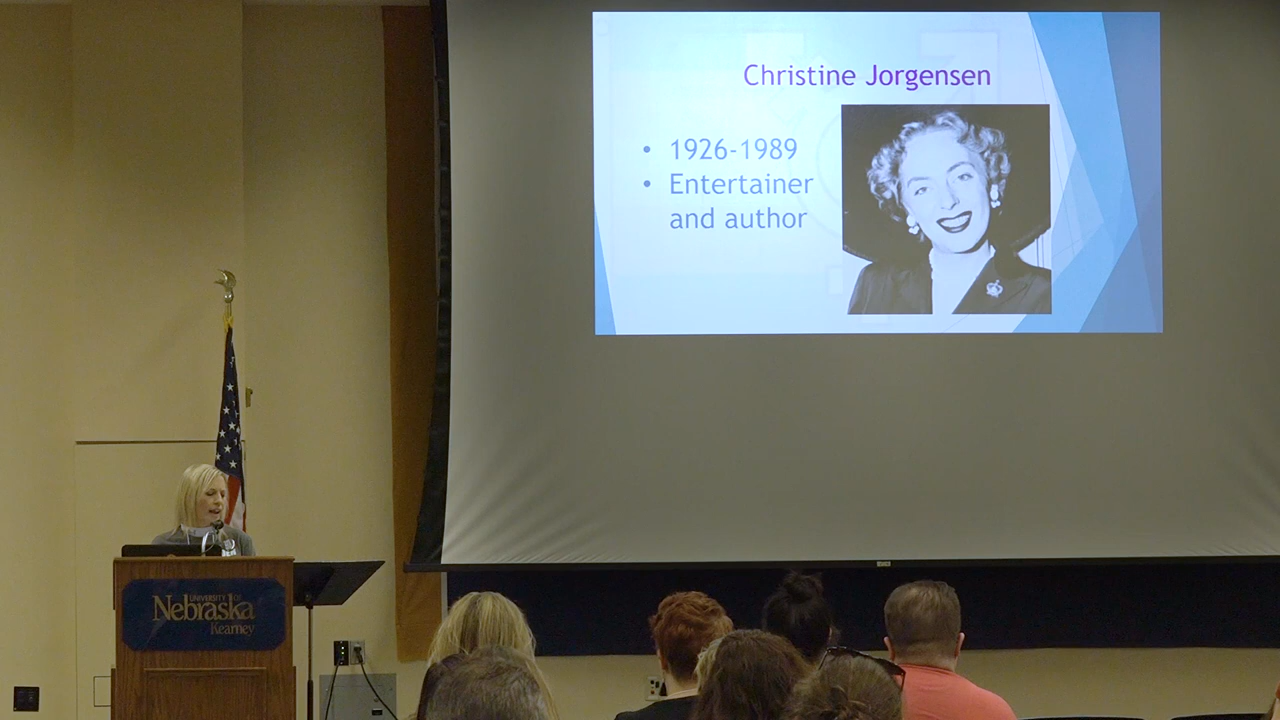 Christine Jorgensen
• 1926-1989
• Entertainer
and author
UNIVERSITY OF
Nebraska
Kearney